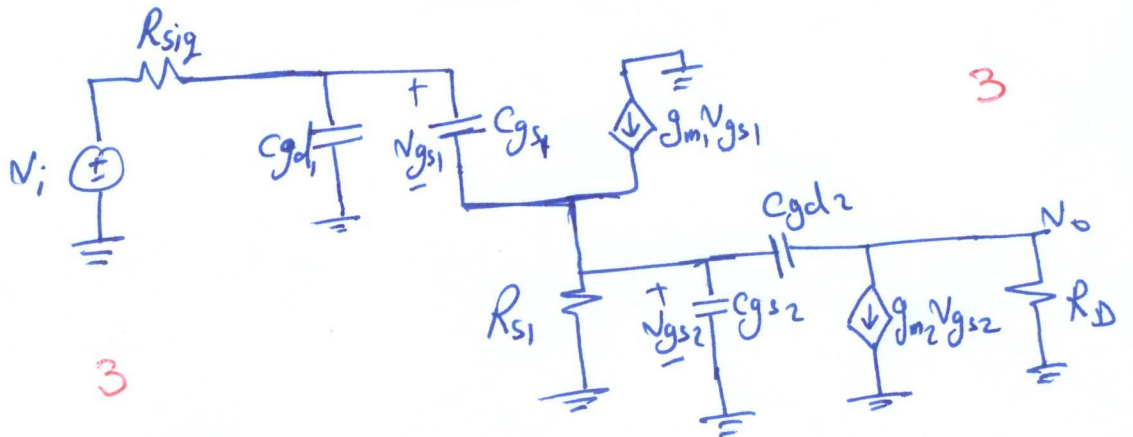 Rsig
3
+
gm1Vgs1
Cgd1
Vgs1
Cgs1
Vi
±
Cgd2
Vo
Rs1
+
Vgs2
Cgs2
gm2Vgs2
RD
3